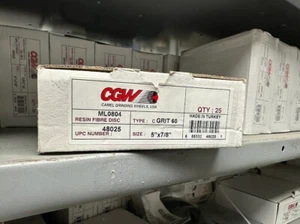 CGW
CAMEL GRINDING WHEELS, USA
QTY : 25
MADE IN TURKEY
ML0804
RESIN FIBRE DISC
TYPE : C GRIT 60
48025
UPC NUMBER :
SIZE : 5"x7/8"